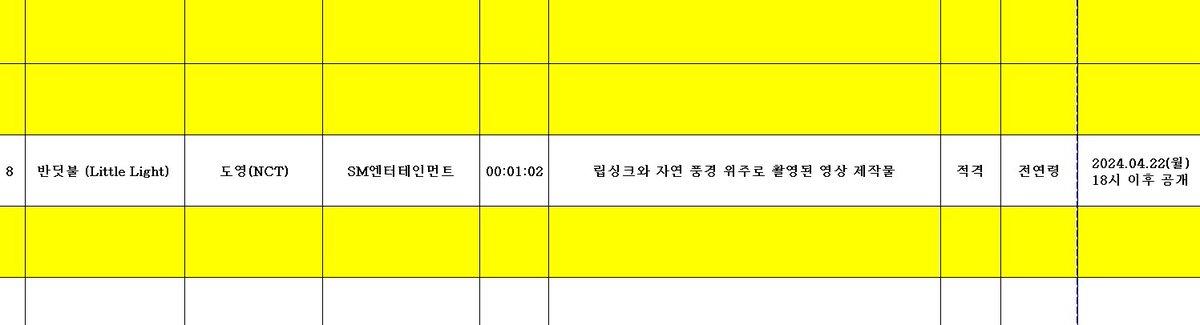 8
반딧불 (Little Light)
도영(NCT)
SM엔터테인먼트
00:01:02
립싱크와 자연 풍경 위주로 촬영된 영상 제작물
적격
전연령
2024.04.22(월)
18시 이후 공개